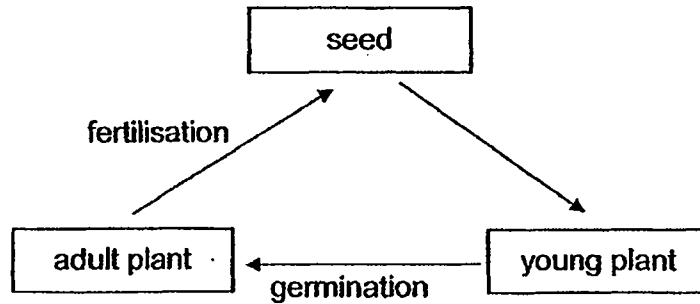 seed
fertilisation
adult plant
young plant
germination